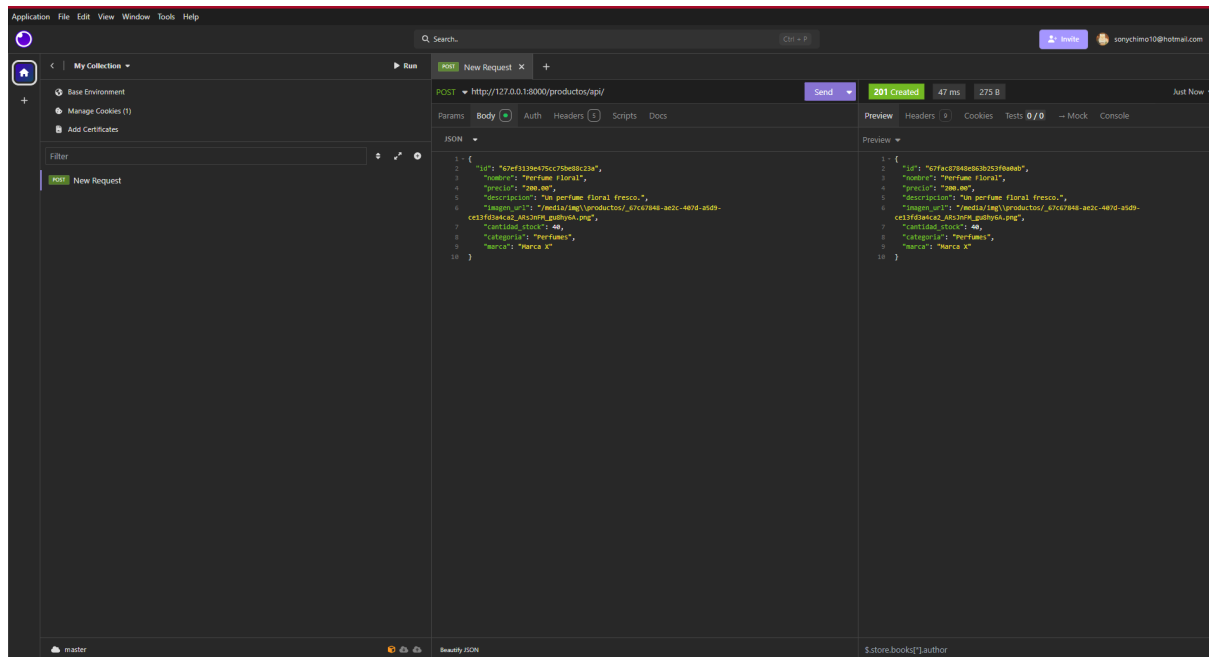 Application File Edit View Window Tools Help
Search.. Ctrl + P Invite sonychimo10@hotmail.com
My Collection Run POST New Request × +
Base Environment
Manage Cookies (1)
Add Certificates
Filter
POST New Request
POST http://127.0.0.1:8000/productos/api/ Send
Params Body Auth Headers 5 Scripts Docs
JSON
1 {
2 "id": "67ef3139e475cc75be88c23a",
3 "nombre": "Perfume Floral",
4 "precio": "200.00",
5 "descripcion": "Un perfume floral fresco.",
6 "imagen_url": "/media/img\\productos/_67c67848-ae2c-407d-a5d9-
ce13fd3a4ca2_ARsJnFM_gu8hy6A.png",
7 "cantidad_stock": 40,
8 "categoria": "Perfumes",
9 "marca": "Marca X"
10 }
201 Created 47 ms 275 B Just Now
Preview Headers 9 Cookies Tests 0 / 0 → Mock Console
Preview
1 {
2 "id": "67fac87848e863b253f0a0ab",
3 "nombre": "Perfume Floral",
4 "precio": "200.00",
5 "descripcion": "Un perfume floral fresco.",
6 "imagen_url": "/media/img\\productos/_67c67848-ae2c-407d-a5d9-
ce13fd3a4ca2_ARsJnFM_gu8hy6A.png",
7 "cantidad_stock": 40,
8 "categoria": "Perfumes",
9 "marca": "Marca X"
10 }
master Beautify JSON $.store.books[*].author